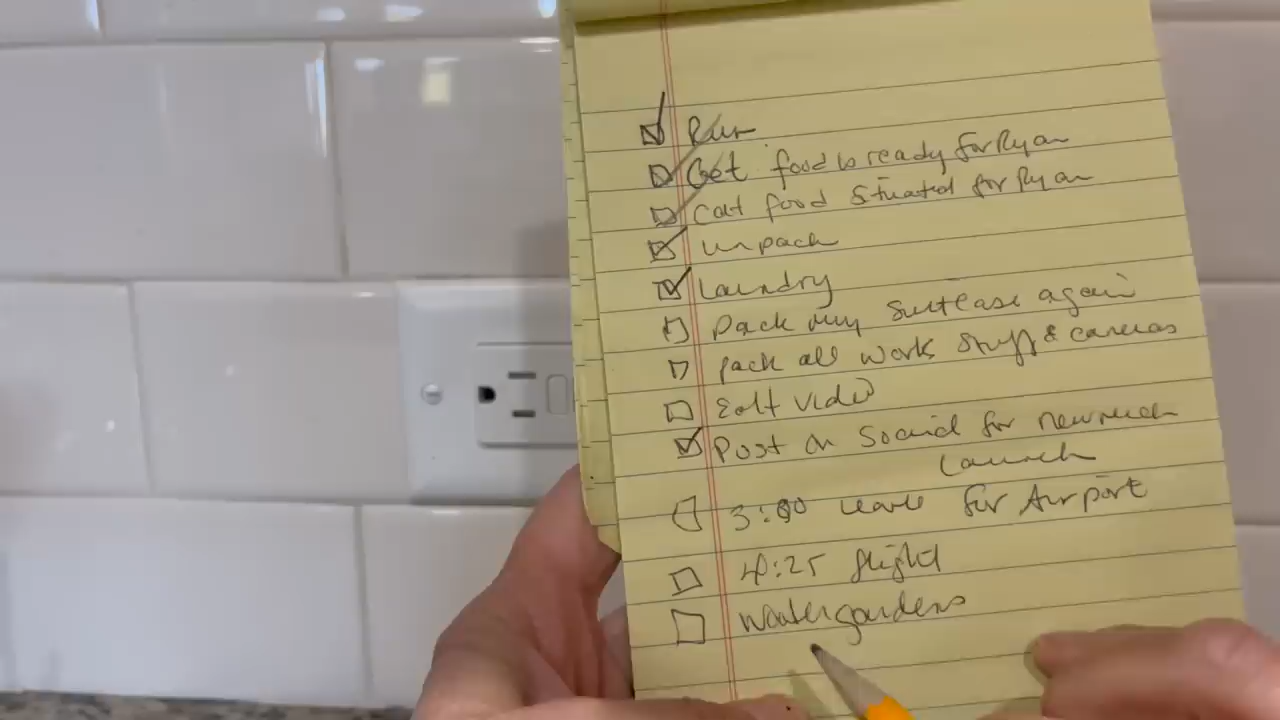 Run
Get food ready for Ryan
Cat food Situated for Ryan
unpack
Laundry
Pack my suitcase again
pack all work stuff & cameras
Edit video
Post on Social for new merch
Launch
3:00 leave for Airport
4:25 flight
Water gardens